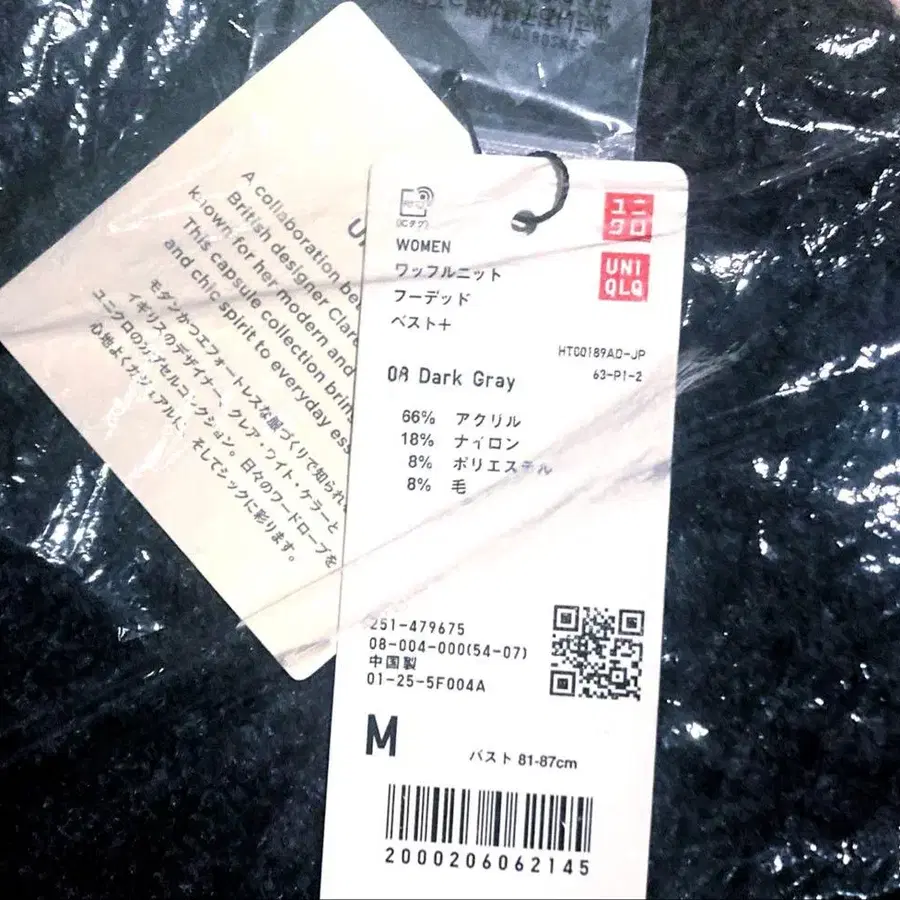 A collaboration be
British designer Clare
known for her modern and
This capsule collection brin
and chic spirit to everyday ess
モダンかつエフォートレスな服づくりで知られ
イギリスのデザイナー、クレア・ワイト・ケラーと
ユニクロのカプセルコレクション。日々のワードローブを
心地よくカジュアルに、そしてシックに彩ります。
(ICタグ)
ユニクロ
UNIQLO
WOMEN
ワッフルニット
フーデッド
ベスト+
HTGQ189AD-JP
63-P1-2
08 Dark Gray
66% アクリル
18% ナイロン
8% ポリエステル
8% 毛
251-479675
08-004-000(54-07)
中国製
01-25-5F004A
M
バスト 81-87cm
2000206062145